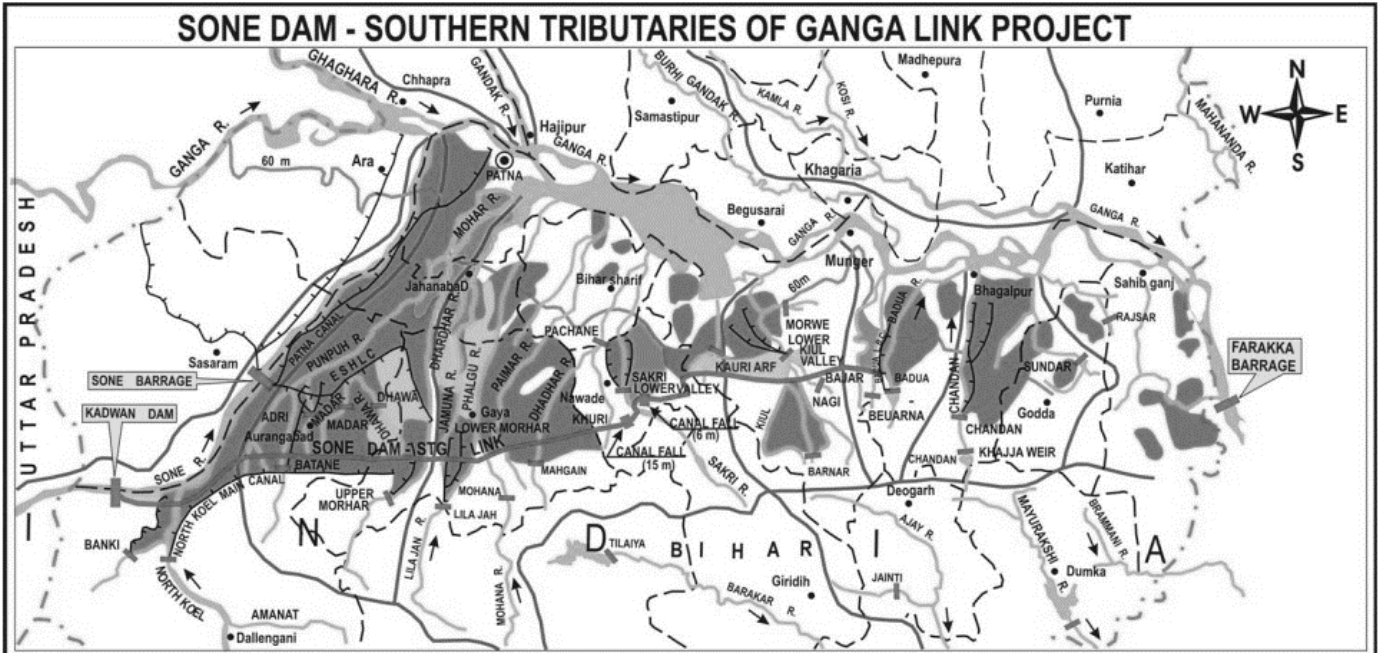 SONE DAM - SOUTHERN TRIBUTARIES OF GANGA LINK PROJECT
GHAGHARA R.
Chhapra
GANDAK R.
Hajipur
BURHI GANDAK R.
Samastipur
KAMLA R.
KOSI R.
Madhepura
Purnia
MAHANANDA R.
N
W E
S
GANGA R.
60 m
Ara
PATNA
GANGA R.
Khagaria
Katihar
Begusarai
GANGA R.
GANGA R.
UTTAR PRADESH
MOHAR R.
Munger
JahanabaD
Bihar sharif
60m
Bhagalpur
Sahib ganj
PATNA CANAL
PUNPUH R.
DHARDHAR R.
PACHANE
MORWE
LOWER
KIUL
VALLEY
BADUA R.
RAJSAR
Sasaram
ESHLC
PHALGU R.
PAIMAR R.
KAURI ARF
SUNDAR
FARAKKA
BARRAGE
SONE BARRAGE
DHAWA
JAMUNA R.
DHADHAR R.
SAKRI
LOWERVALLEY
BAJAR
BADUA
CHANDAN
KADWAN DAM
ADRI
MADAR
MADAR
DHAWAR R.
Gaya
Nawade
NAGI
BEUARNA
Godda
Aurangabad
LOWER MORHAR
KHURI
CANAL FALL
(6 m)
KIUL
CHANDAN
SONE DAM - STG LINK
CANAL FALL
(15 m)
SONE R.
BATANE
MAHGAIN
BARNAR
CHANDAN
KHAJJA WEIR
NORTH KOEL MAIN CANAL
UPPER
MORHAR
MOHANA
SAKRI R.
Deogarh
LILA JAH
MAYURAKSHI R.
BRAMMANI R.
I N D I A
BANKI
LILA JAN R.
TILAIYA
BIHAR
AJAY R.
Dumka
NORTH KOEL
MOHANA R.
BARAKAR R.
Giridih
JAINTI
AMANAT
Dallengani